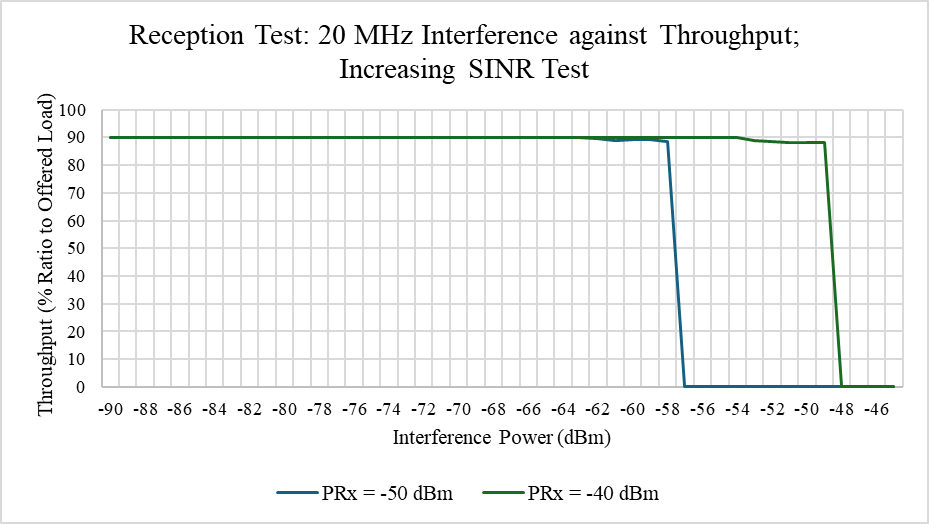 Reception Test: 20 MHz Interference against Throughput;
Increasing SINR Test
Throughput (% Ratio to Offered Load)
100
90
80
70
60
50
40
30
20
10
0
-90 -88 -86 -84 -82 -80 -78 -76 -74 -72 -70 -68 -66 -64 -62 -60 -58 -56 -54 -52 -50 -48 -46
Interference Power (dBm)
PRx = -50 dBm PRx = -40 dBm